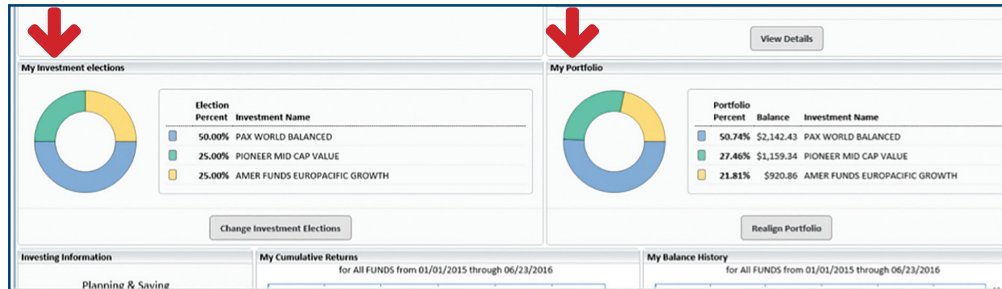 View Details
My Investment elections
Election
Percent Investment Name
50.00% PAX WORLD BALANCED
25.00% PIONEER MID CAP VALUE
25.00% AMER FUNDS EUROPACIFIC GROWTH
Change Investment Elections
My Portfolio
Portfolio
Percent Balance Investment Name
50.74% $2,142.43 PAX WORLD BALANCED
27.46% $1,159.34 PIONEER MID CAP VALUE
21.81% $920.86 AMER FUNDS EUROPACIFIC GROWTH
Realign Portfolio
Investing Information
Planning & Saving
My Cumulative Returns
for All FUNDS from 01/01/2015 through 06/23/2016
My Balance History
for All FUNDS from 01/01/2015 through 06/23/2016